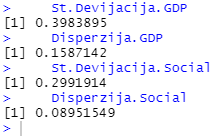 > St.Devijacija.GDP
[1] 0.3983895
> Disperzija.GDP
[1] 0.1587142
> St.Devijacija.Social
[1] 0.2991914
> Disperzija.Social
[1] 0.08951549
>